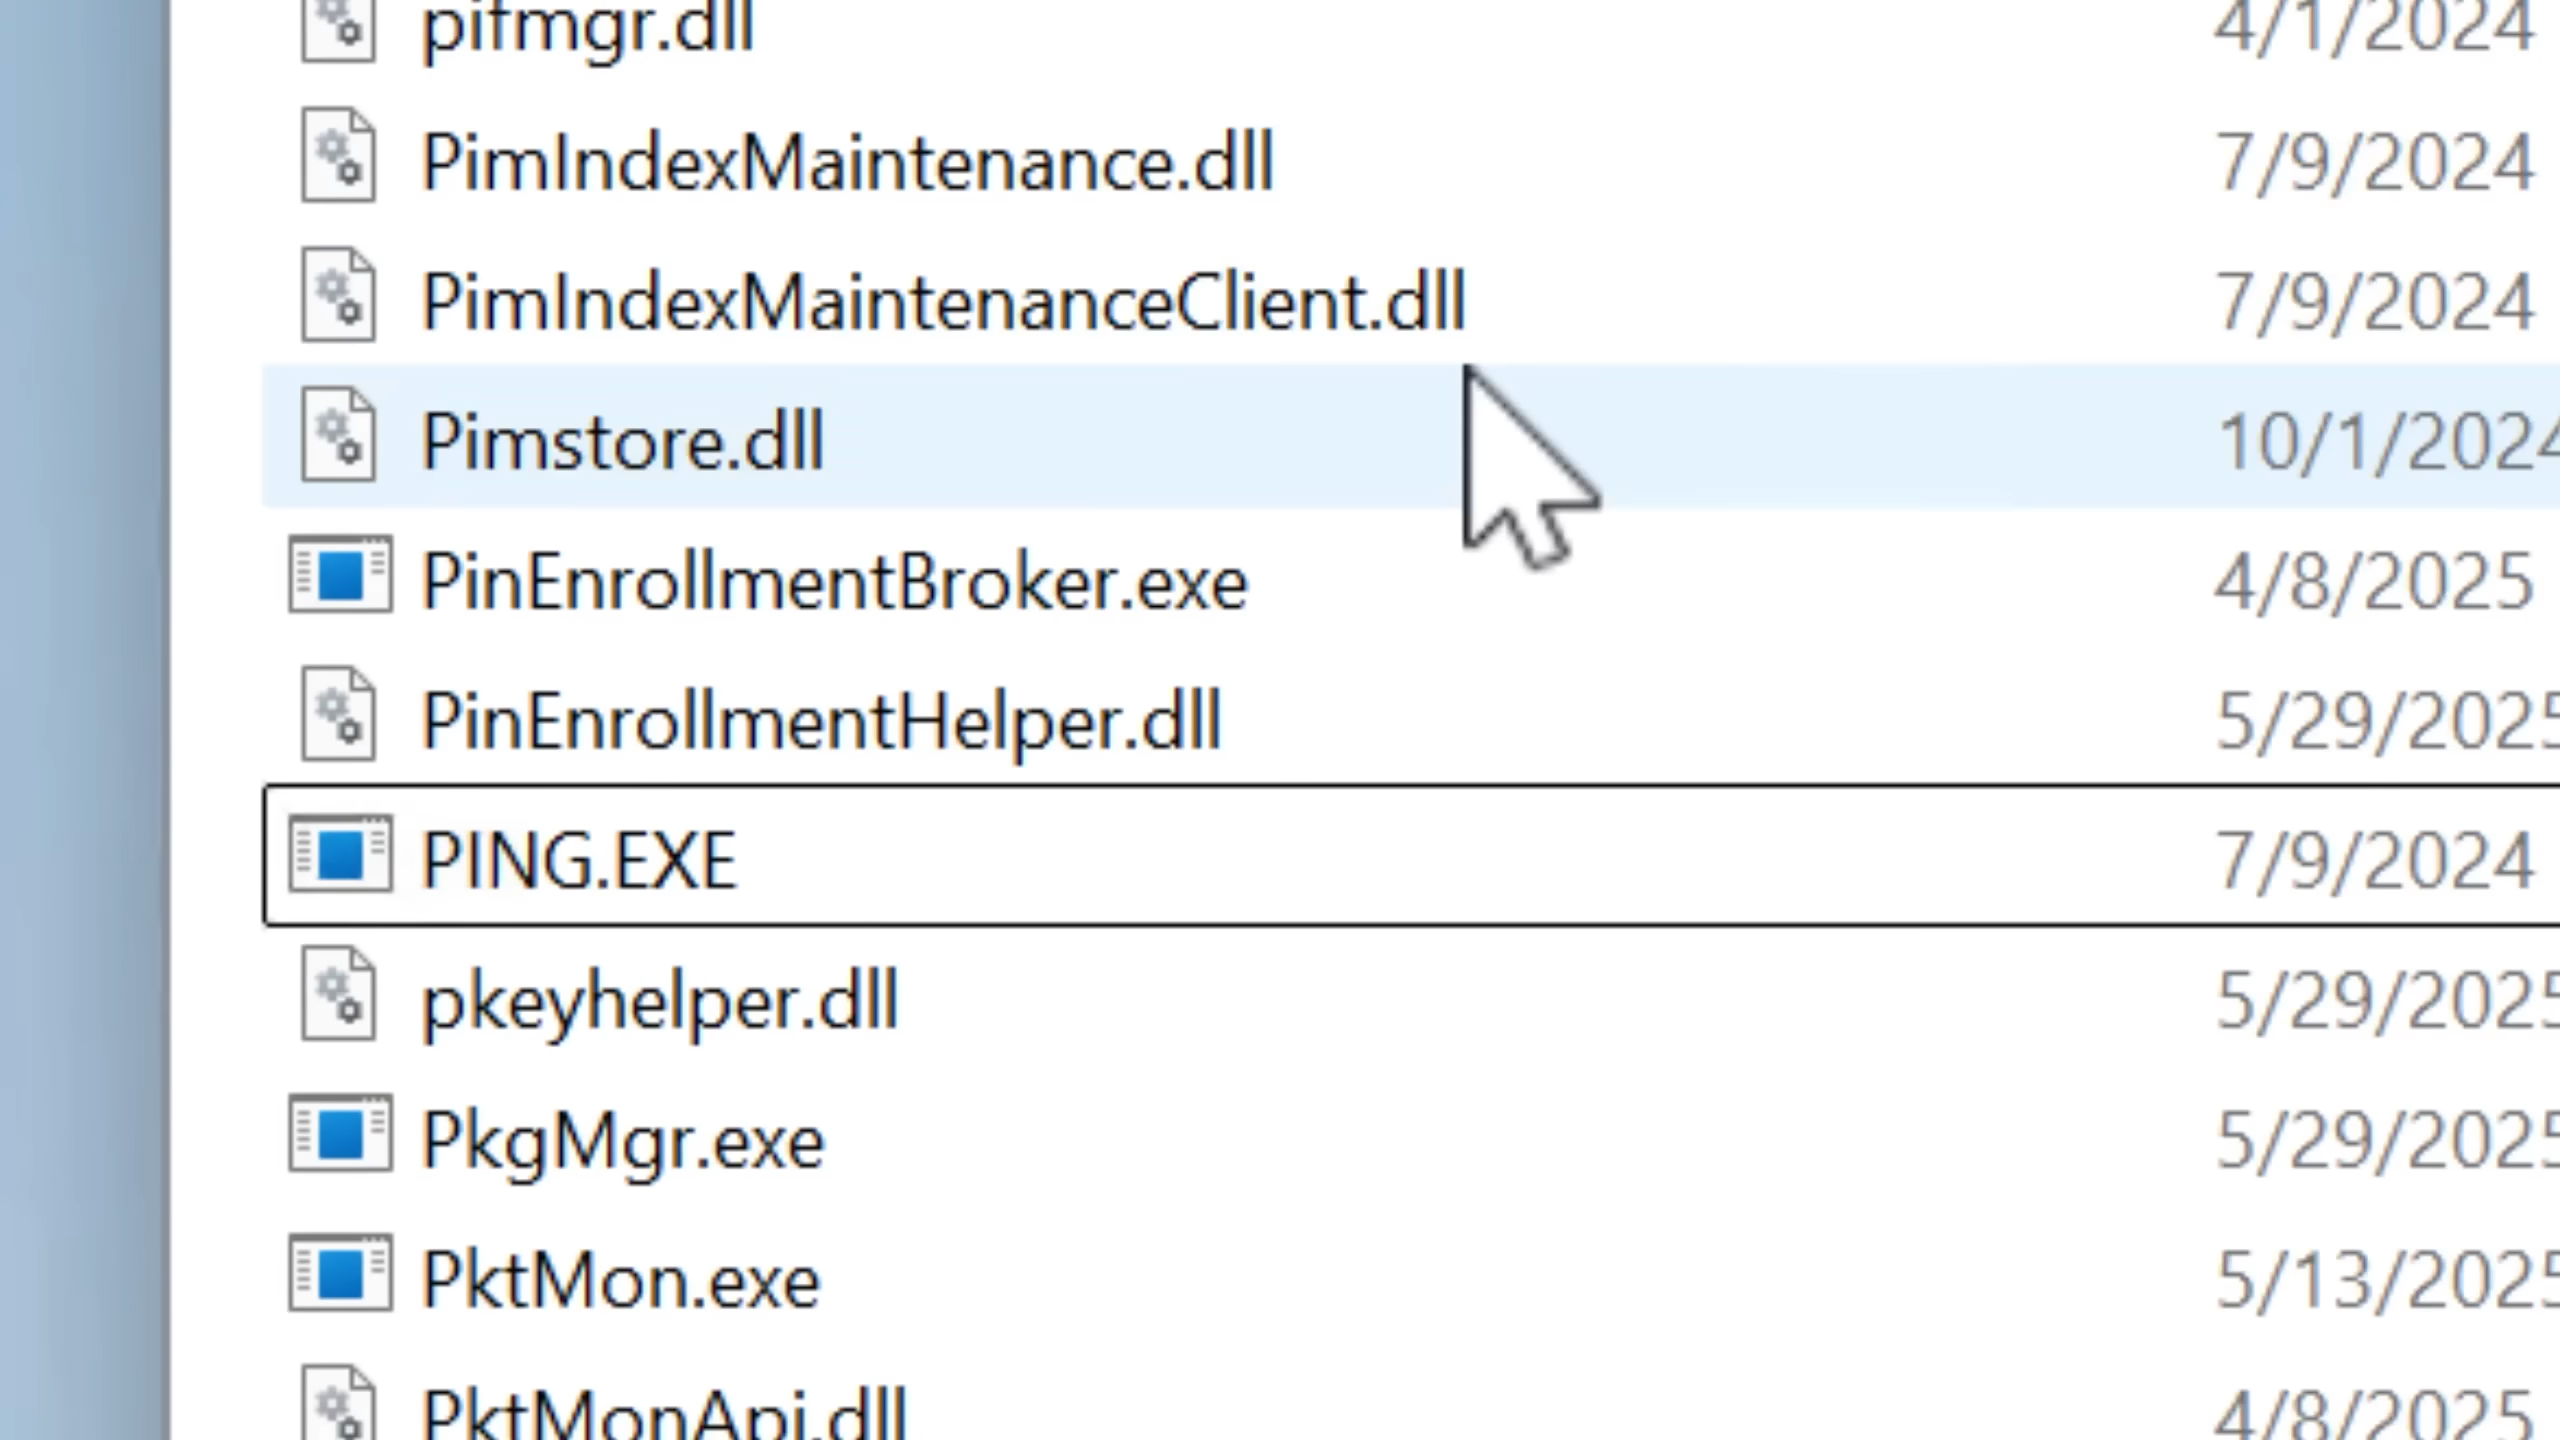 pifmgr.dll 4/1/2024
PimIndexMaintenance.dll 7/9/2024
PimIndexMaintenanceClient.dll 7/9/2024
Pimstore.dll 10/1/2024
PinEnrollmentBroker.exe 4/8/2025
PinEnrollmentHelper.dll 5/29/2025
PING.EXE 7/9/2024
pkeyhelper.dll 5/29/2025
PkgMgr.exe 5/29/2025
PktMon.exe 5/13/2025
PktMonApi.dll 4/8/2025